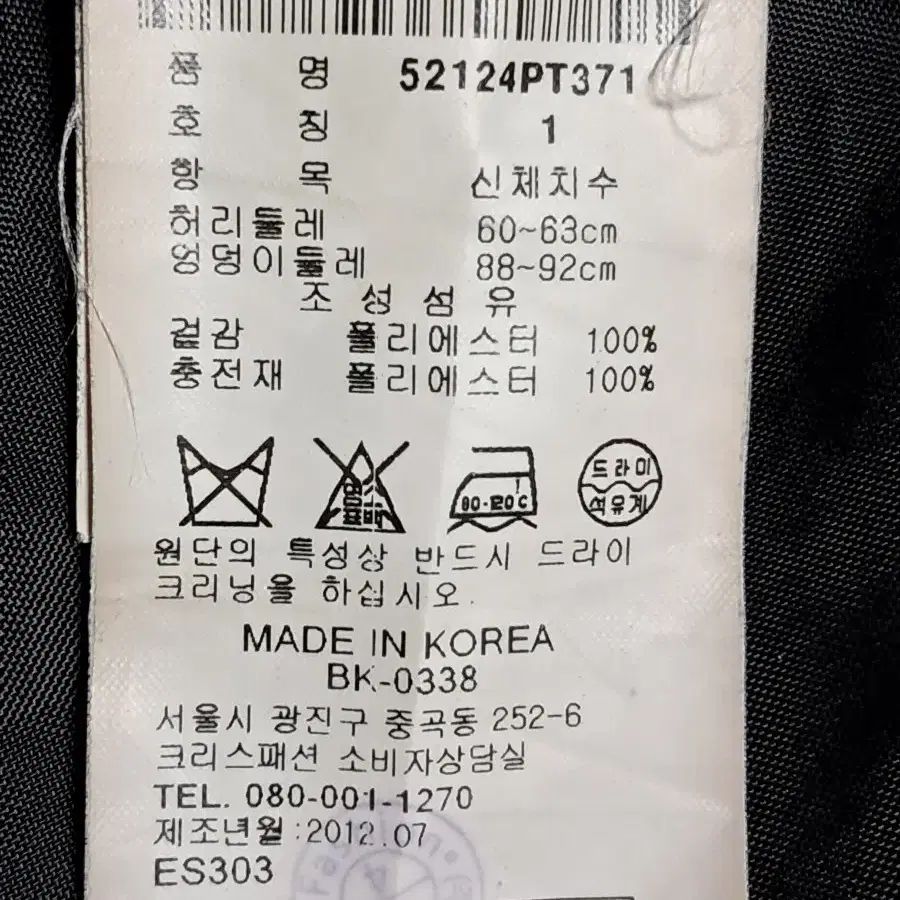 품 명 52124PT371
호 칭 1
항 목 신체치수
허리둘레 60~63cm
엉덩이둘레 88~92cm
조 성 섬 유
겉감 폴리에스터 100%
충전재 폴리에스터 100%
염소 표백
80-120℃
드라이
석유계
원단의 특성상 반드시 드라이
크리닝을 하십시오.
MADE IN KOREA
BK-0338
서울시 광진구 중곡동 252-6
크리스패션 소비자상담실
TEL. 080-001-1270
제조년월:2012.07
ES303